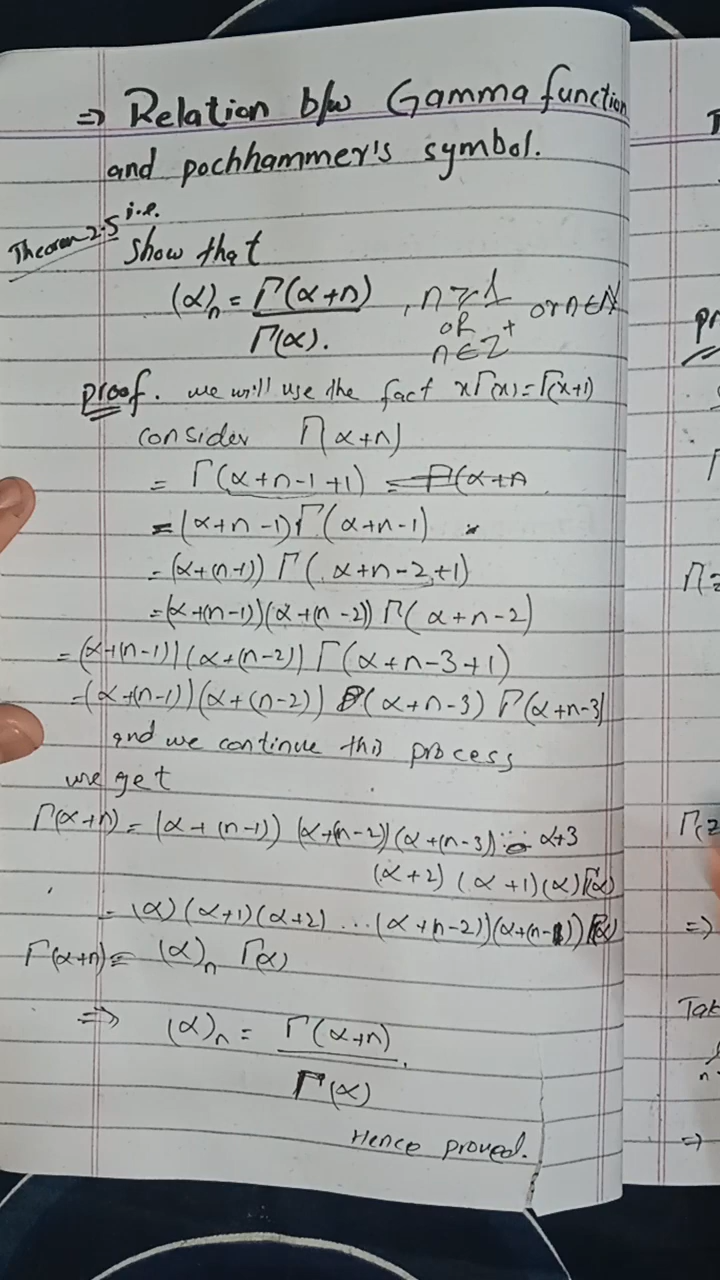 ⇒ Relation b/w Gamma function
and pochhammer's symbol.
Theorem 2.5 i.e.
show that
(α)ₙ = Γ(α+n) / Γ(α). , n ≥ 1 or n ∈ Z⁺ or n ∈ N
proof. we will use the fact xΓ(x) = Γ(x+1)
consider Γ(α+n)
= Γ(α+n-1+1) = Γ(α+n
= (α+n-1)Γ(α+n-1)
= (α+(n-1)) Γ(α+n-2+1)
= (α+(n-1))(α+(n-2)) Γ(α+n-2)
= (α+(n-1))(α+(n-2)) Γ(α+n-3+1)
= (α+(n-1))(α+(n-2)) (α+n-3) Γ(α+n-3)
and we continue this process
we get
Γ(α+n) = (α+(n-1)) (α+(n-2)(α+(n-3) ... α+3
(α+2) (α+1)(α)Γ(α)
= (α)(α+1)(α+2) ... (α+n-2))(α+(n-1)) Γ(α)
Γ(α+n) = (α)ₙ Γ(α)
⇒ (α)ₙ = Γ(α+n) / Γ(α) .
Hence proved.
⇒
Tak
⇒